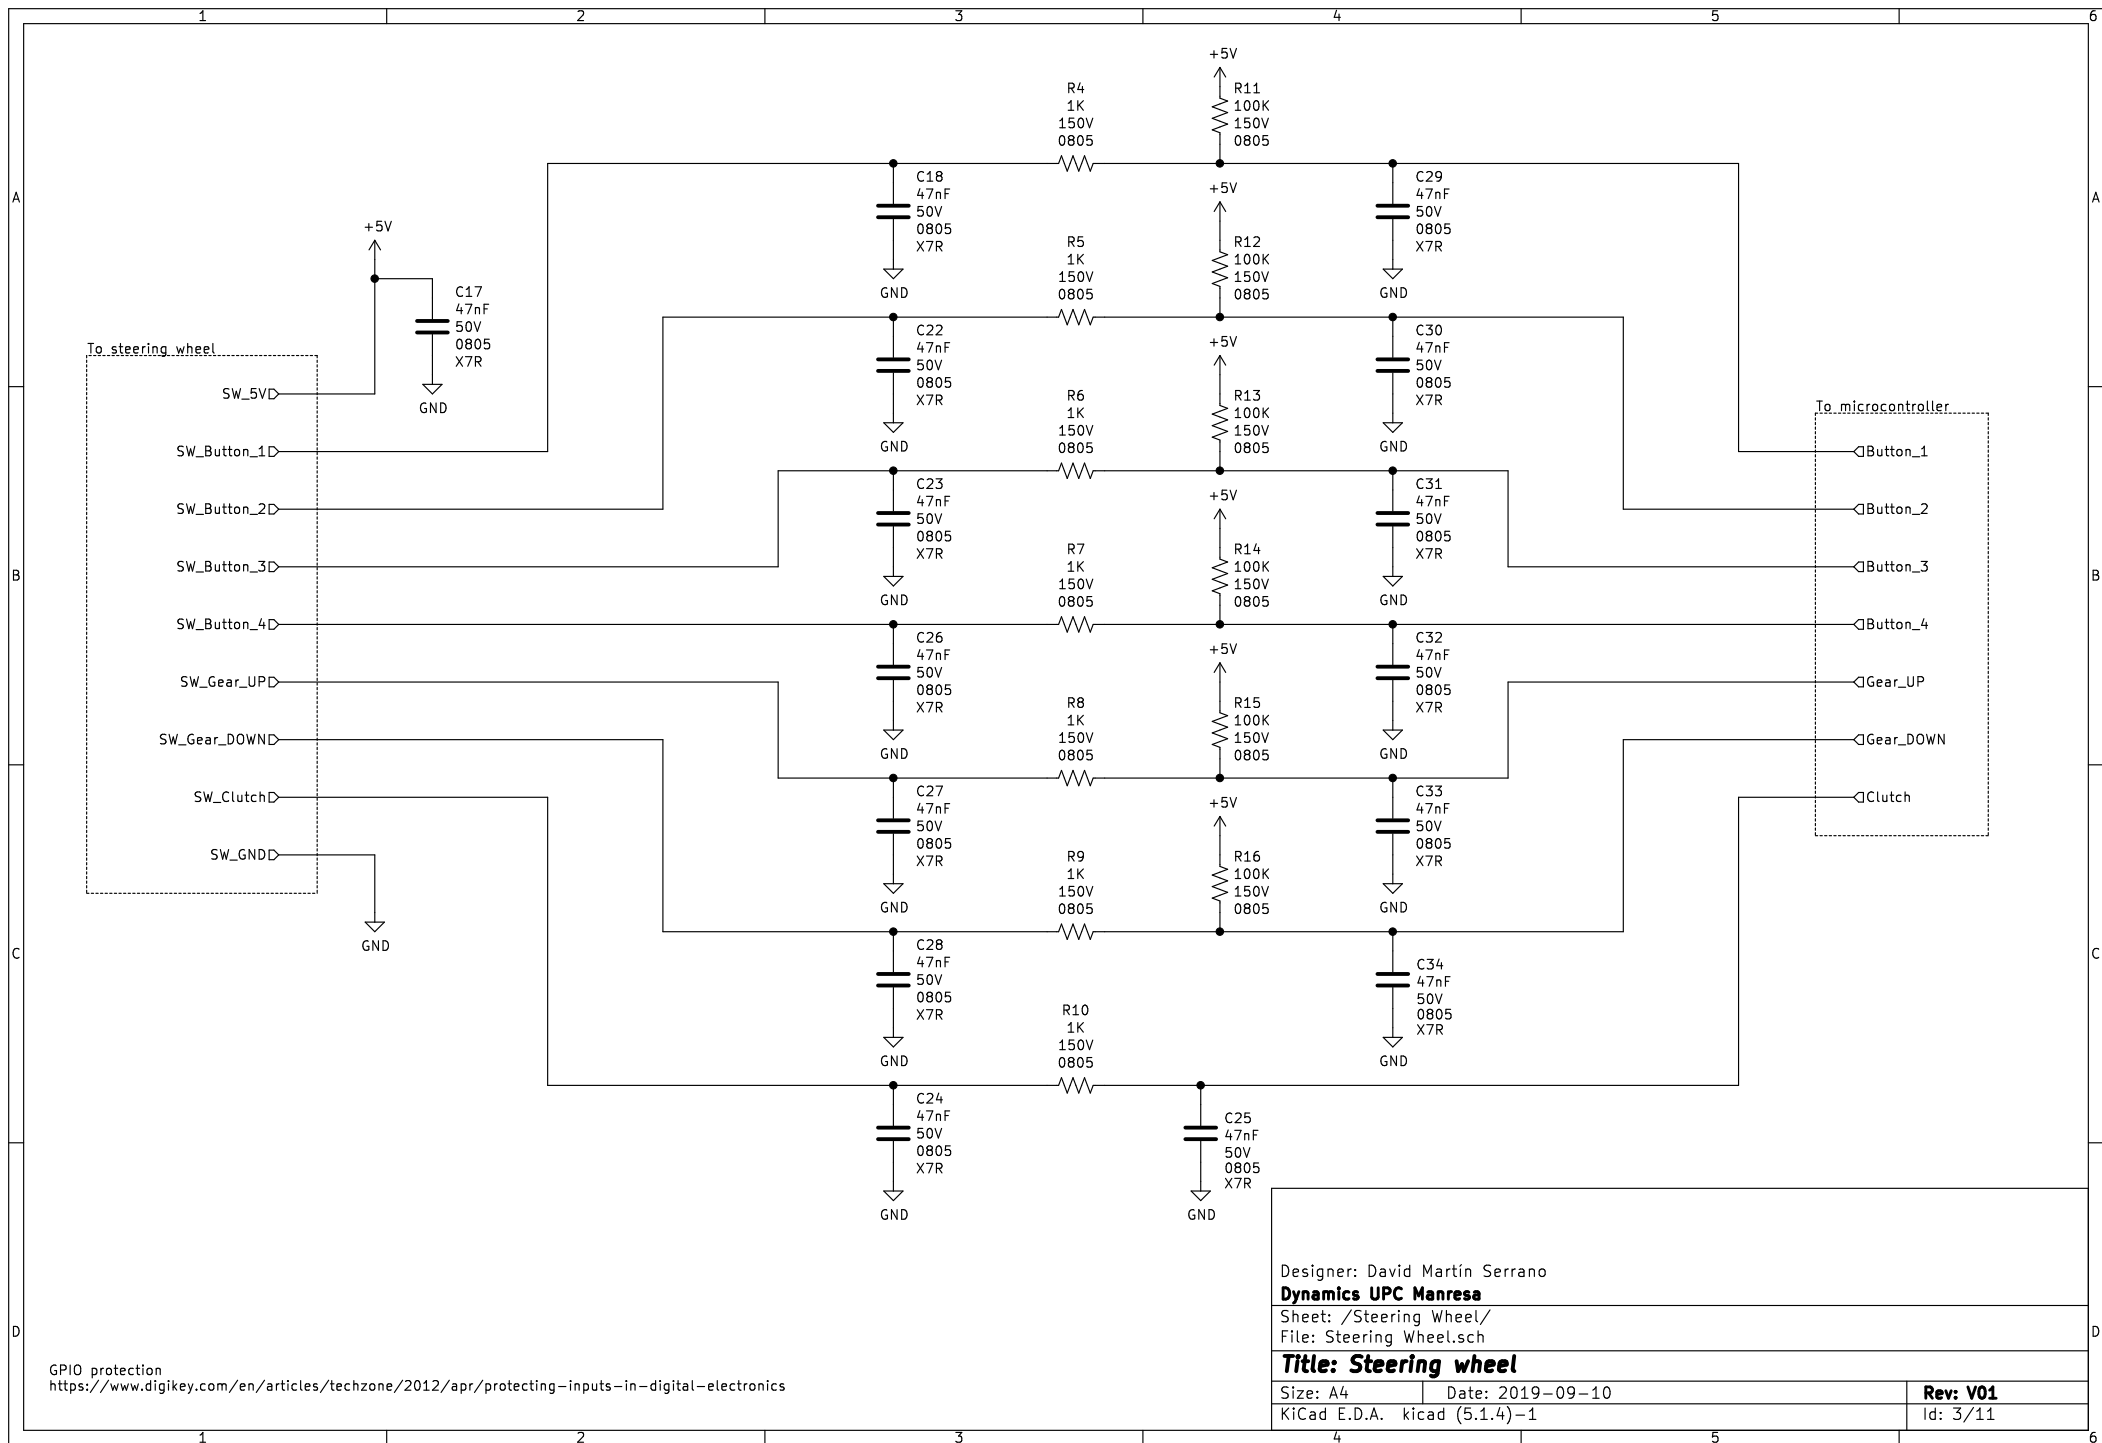 1 2 3 4 5 6
+5V
R4
1K
150V
0805
R11
100K
150V
0805
A
A
C18
47nF
50V
0805
X7R
GND
+5V
C29
47nF
50V
0805
X7R
GND
+5V
C17
47nF
50V
0805
X7R
GND
R5
1K
150V
0805
R12
100K
150V
0805
C22
47nF
50V
0805
X7R
GND
+5V
C30
47nF
50V
0805
X7R
GND
R6
1K
150V
0805
R13
100K
150V
0805
To steering wheel
SW_5V
SW_Button_1
SW_Button_2
SW_Button_3
SW_Button_4
SW_Gear_UP
SW_Gear_DOWN
SW_Clutch
SW_GND
GND
To microcontroller
Button_1
Button_2
Button_3
Button_4
Gear_UP
Gear_DOWN
Clutch
B
B
C23
47nF
50V
0805
X7R
GND
+5V
C31
47nF
50V
0805
X7R
GND
R7
1K
150V
0805
R14
100K
150V
0805
C26
47nF
50V
0805
X7R
GND
+5V
C32
47nF
50V
0805
X7R
GND
R8
1K
150V
0805
R15
100K
150V
0805
C27
47nF
50V
0805
X7R
GND
+5V
C33
47nF
50V
0805
X7R
GND
R9
1K
150V
0805
R16
100K
150V
0805
C
C
C28
47nF
50V
0805
X7R
GND
C34
47nF
50V
0805
X7R
GND
R10
1K
150V
0805
C24
47nF
50V
0805
X7R
GND
C25
47nF
50V
0805
X7R
GND
D
D
GPIO protection
https://www.digikey.com/en/articles/techzone/2012/apr/protecting-inputs-in-digital-electronics
Designer: David Martín Serrano
Dynamics UPC Manresa
Sheet: /Steering Wheel/
File: Steering Wheel.sch
Title: Steering wheel
Size: A4 Date: 2019-09-10 Rev: V01
KiCad E.D.A. kicad (5.1.4)-1 Id: 3/11
1 2 3 4 5 6